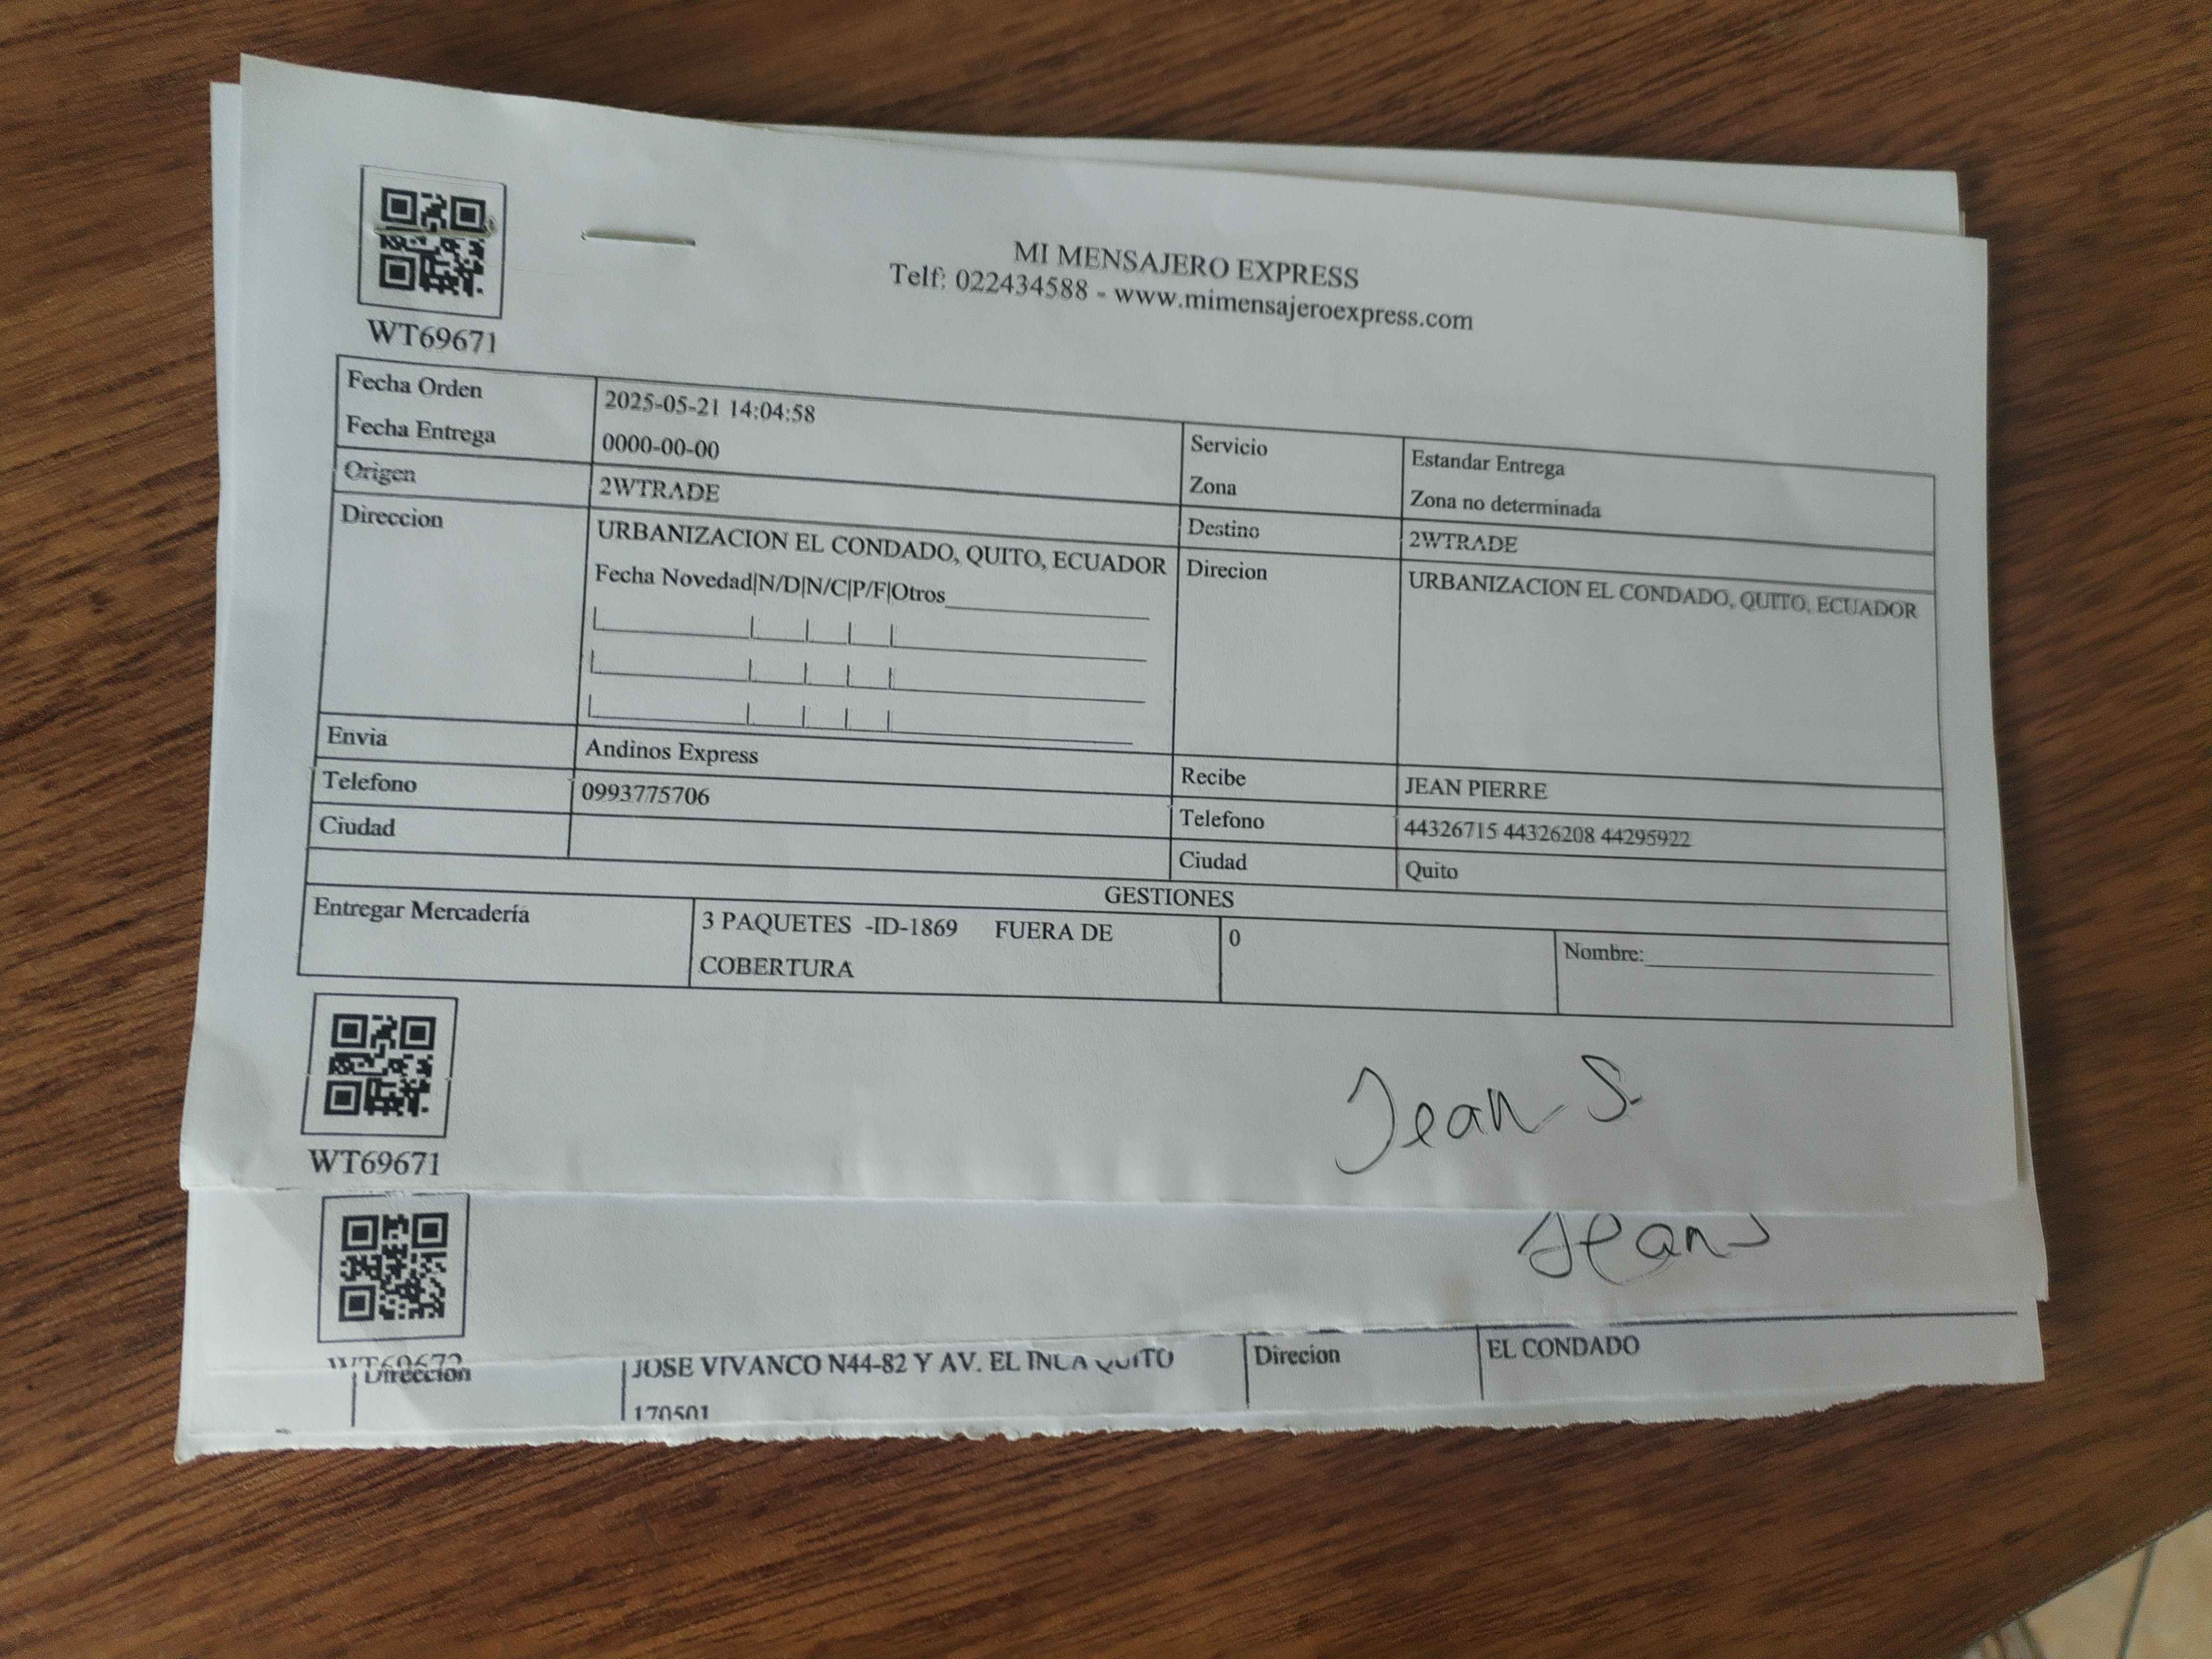 WT69671
MI MENSAJERO EXPRESS
Telf: 022434588 - www.mimensajeroexpress.com
Fecha Orden 2025-05-21 14:04:58 Servicio Estandar Entrega
Fecha Entrega 0000-00-00 Zona Zona no determinada
Origen 2WTRADE Destino 2WTRADE
Direccion URBANIZACION EL CONDADO, QUITO, ECUADOR Direcion URBANIZACION EL CONDADO, QUITO, ECUADOR
Fecha Novedad|N/D|N/C|P/F|Otros
Envia Andinos Express Recibe JEAN PIERRE
Telefono 0993775706 Telefono 44326715 44326208 44295922
Ciudad Ciudad Quito
GESTIONES
Entregar Mercadería 3 PAQUETES -ID-1869 FUERA DE 0 Nombre:
COBERTURA
WT69671
Jean S.
Jean S
Direccion JOSE VIVANCO N44-82 Y AV. EL INCA QUITO Direcion EL CONDADO
170501